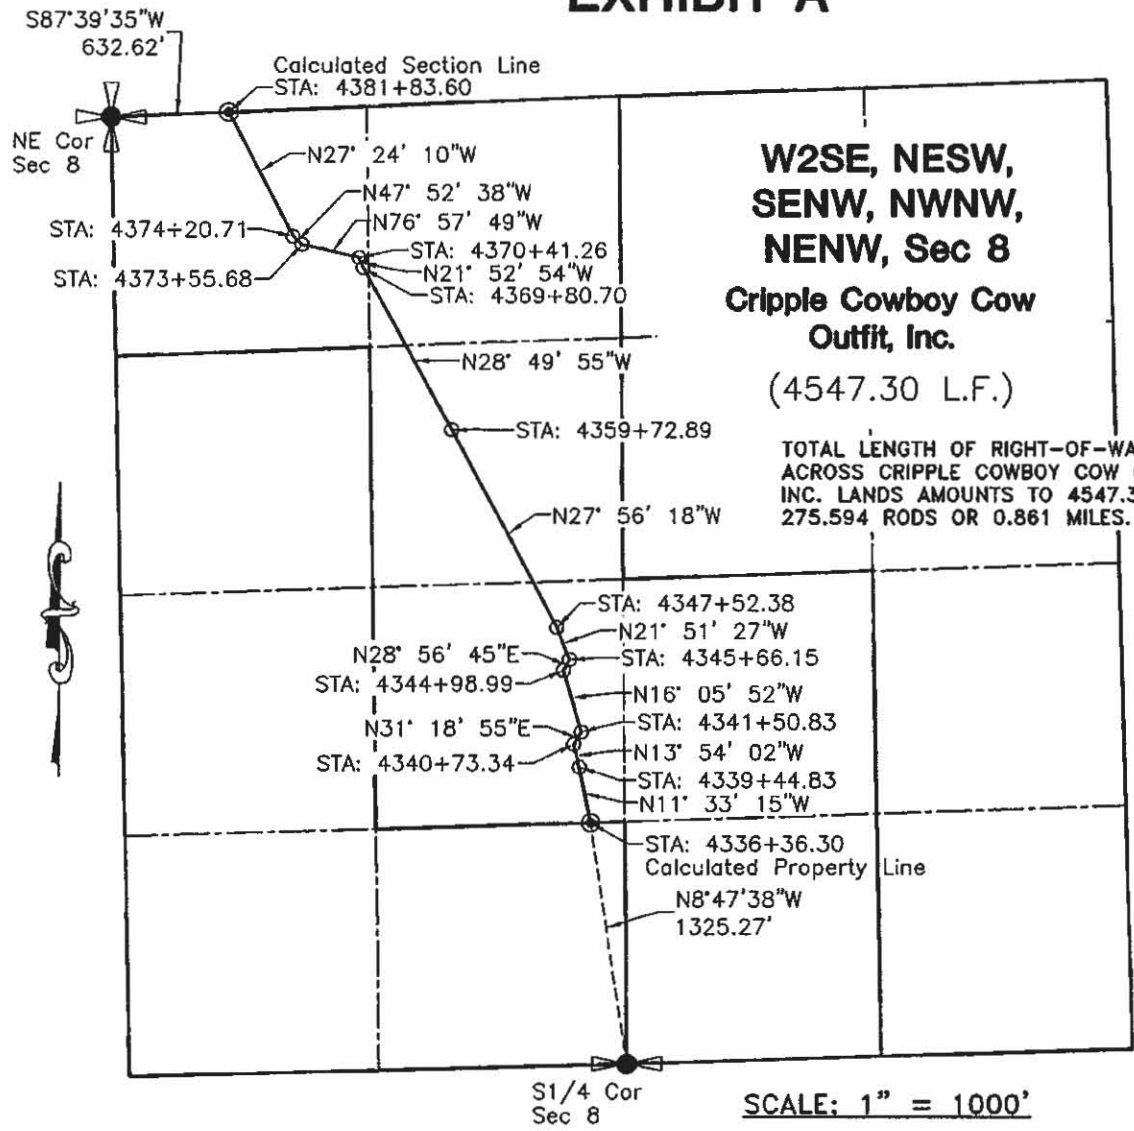 EXHIBIT "A"
S87°39'35"W
632.62'
Calculated Section Line
STA: 4381+83.60
NE Cor
Sec 8
N27° 24' 10"W
N47° 52' 38"W
N76° 57' 49"W
STA: 4374+20.71
STA: 4370+41.26
N21° 52' 54"W
STA: 4373+55.68
STA: 4369+80.70
W2SE, NESW,
SENW, NWNW,
NENW, Sec 8
Cripple Cowboy Cow
Outfit, Inc.
(4547.30 L.F.)
N28° 49' 55"W
STA: 4359+72.89
TOTAL LENGTH OF RIGHT-OF-WA
ACROSS CRIPPLE COWBOY COW
INC. LANDS AMOUNTS TO 4547.3
275.594 RODS OR 0.861 MILES.
N27° 56' 18"W
STA: 4347+52.38
N21° 51' 27"W
N28° 56' 45"E
STA: 4345+66.15
STA: 4344+98.99
N16° 05' 52"W
N31° 18' 55"E
STA: 4341+50.83
N13° 54' 02"W
STA: 4340+73.34
STA: 4339+44.83
N11° 33' 15"W
STA: 4336+36.30
Calculated Property Line
N8°47'38"W
1325.27'
S1/4 Cor
Sec 8
SCALE: 1" = 1000'